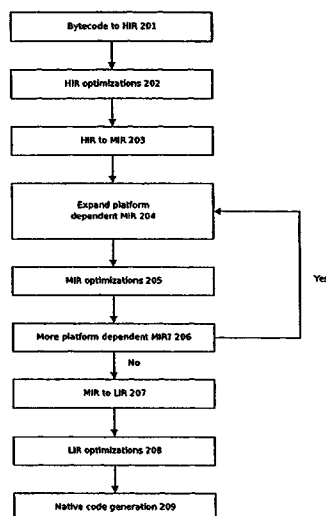 Bytecode to HIR 201
HIR optimizations 202
HIR to MIR 203
Expand platform
dependent MIR 204
MIR optimizations 205
More platform dependent MIR? 206
Yes
No
MIR to LIR 207
LIR optimizations 208
Native code generation 209